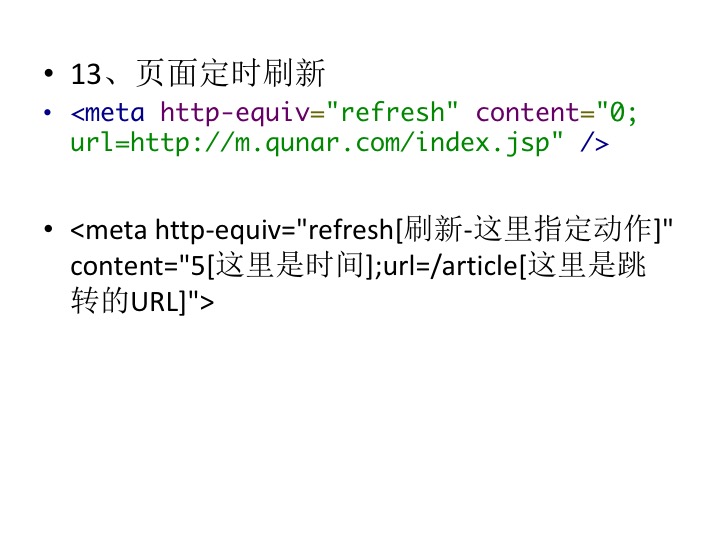 • 13、页面定时刷新
• <meta http-equiv="refresh" content="0;
url=http://m.qunar.com/index.jsp" />
• <meta http-equiv="refresh[刷新-这里指定动作]"
content="5[这里是时间];url=/article[这里是跳
转的URL]">